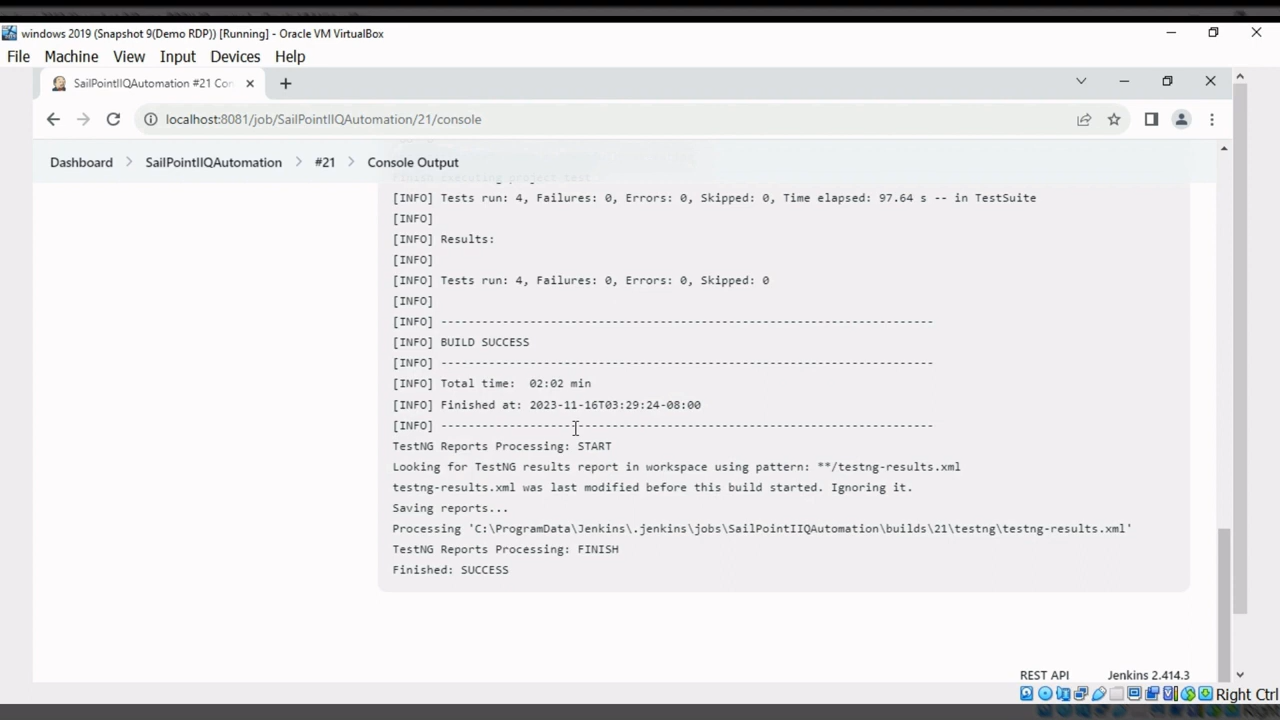 windows 2019 (Snapshot 9(Demo RDP)) [Running] - Oracle VM VirtualBox
File Machine View Input Devices Help
SailPointIIQAutomation #21 Con
localhost:8081/job/SailPointIIQAutomation/21/console
Dashboard > SailPointIIQAutomation > #21 > Console Output
Finish executing project test
[INFO] Tests run: 4, Failures: 0, Errors: 0, Skipped: 0, Time elapsed: 97.64 s -- in TestSuite
[INFO]
[INFO] Results:
[INFO]
[INFO] Tests run: 4, Failures: 0, Errors: 0, Skipped: 0
[INFO]
[INFO] ------------------------------------------------------------------------
[INFO] BUILD SUCCESS
[INFO] ------------------------------------------------------------------------
[INFO] Total time:  02:02 min
[INFO] Finished at: 2023-11-16T03:29:24-08:00
[INFO] ------------------------------------------------------------------------
TestNG Reports Processing: START
Looking for TestNG results report in workspace using pattern: **/testng-results.xml
testng-results.xml was last modified before this build started. Ignoring it.
Saving reports...
Processing 'C:\ProgramData\Jenkins\.jenkins\jobs\SailPointIIQAutomation\builds\21\testng\testng-results.xml'
TestNG Reports Processing: FINISH
Finished: SUCCESS
REST API Jenkins 2.414.3
Right Ctrl